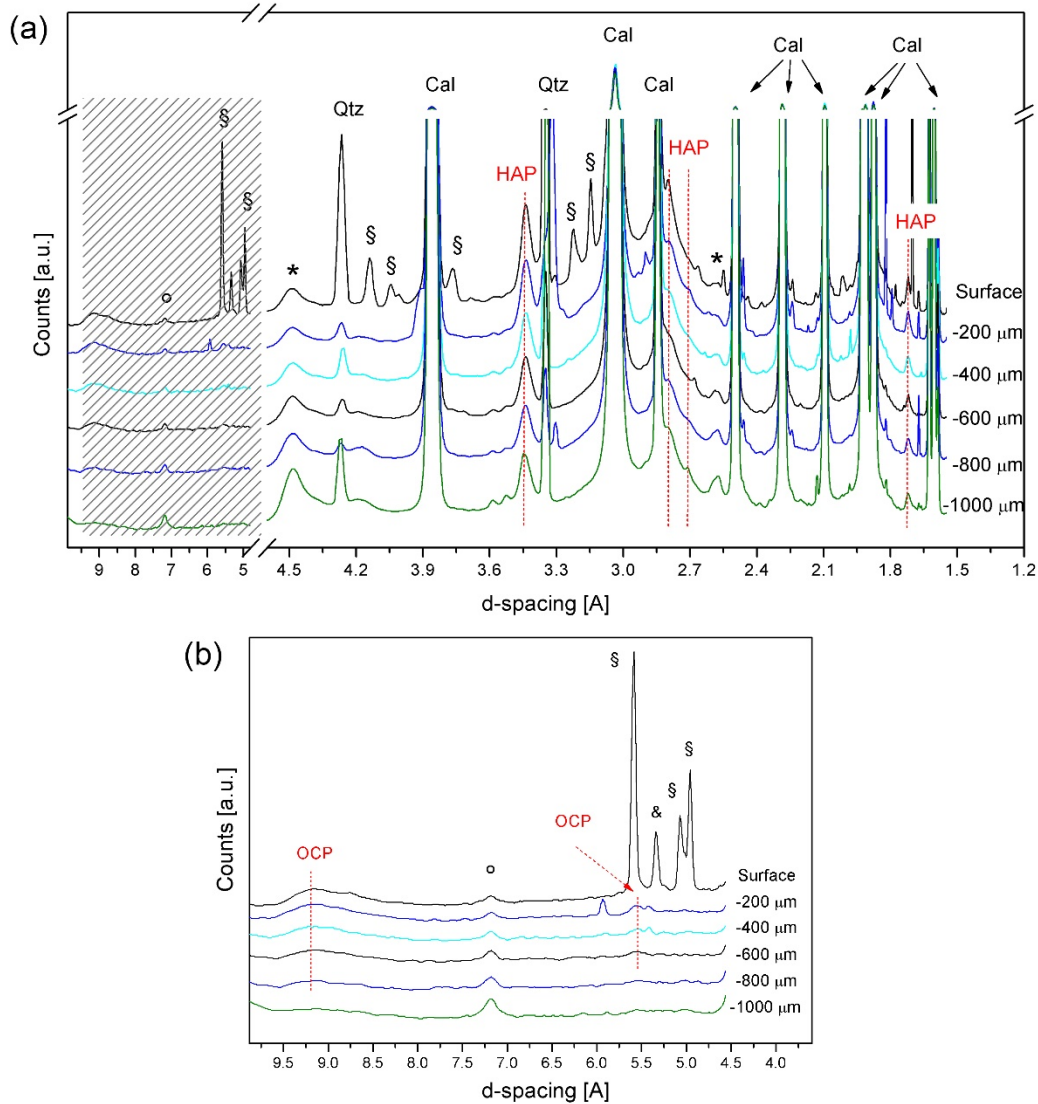 (a)
Cal
Cal
Cal
Qtz
Cal
Qtz
Cal
§
§
HAP
HAP
§
§
§
§
§
§
HAP
*
*
°
Surface
-200 μm
-400 μm
-600 μm
-800 μm
-1000 μm
Counts [a.u.]
9 8 7 6 5 4.5 4.2 3.9 3.6 3.3 3.0 2.7 2.4 2.1 1.8 1.5 1.2
d-spacing [A]
(b)
§
§
§
&
OCP
OCP
°
Surface
-200 μm
-400 μm
-600 μm
-800 μm
-1000 μm
Counts [a.u.]
9.5 9.0 8.5 8.0 7.5 7.0 6.5 6.0 5.5 5.0 4.5 4.0
d-spacing [A]